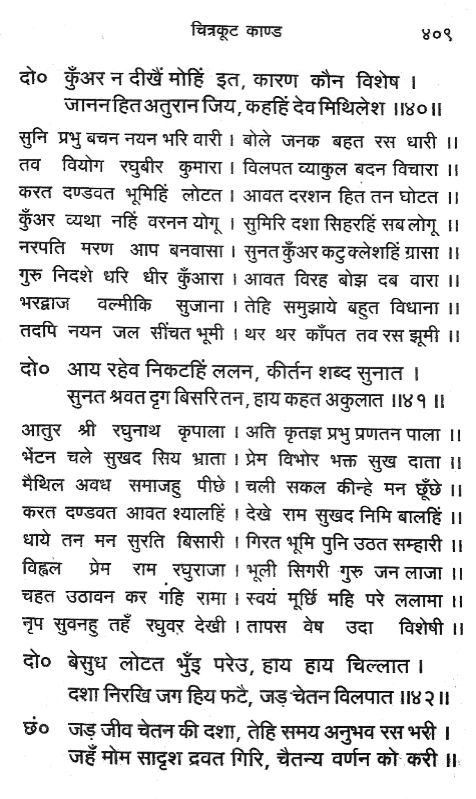 चित्रकूट काण्ड ४०९
दो० कुँअर न दीखैं मोहिं इत, कारण कौन विशेष ।
जानन हित अतुरान जिय, कहहिं देव मिथिलेश ।।४०।।
सुनि प्रभु बचन नयन भरि वारी । बोले जनक बहत रस धारी ।।
तव वियोग रघुबीर कुमारा । विलपत व्याकुल बदन विचारा ।।
करत दण्डवत भूमिहिं लोटत । आवत दरशन हित तन घोटत ।।
कुँअर व्यथा नहिं वरनन योगू । सुमिरि दशा सिहरहिं सब लोगू ।।
नरपति मरण आप बनवासा । सुनत कुँअर कटु क्लेशहिं ग्रासा ।।
गुरु निदशे धरि धीर कुँआरा । आवत विरह बोझ दब वारा ।।
भरद्वाज वल्मीकि सुजाना । तेहि समुझाये बहुत विधाना ।।
तदपि नयन जल सींचत भूमी । थर थर काँपत तव रस झूमी ।।
दो० आय रहेव निकटहिं ललन, कीर्तन शब्द सुनात ।
सुनत श्रवत दृग बिसरि तन, हाय कहत अकुलात ।।४१ ।।
आतुर श्री रघुनाथ कृपाला । अति कृतज्ञ प्रभु प्रणतन पाला ।।
भेंटन चले सुखद सिय भ्राता । प्रेम विभोर भक्त सुख दाता ।।
मैथिल अवध समाजहु पीछे । चली सकल कीन्हे मन छूँछे ।।
करत दण्डवत आवत श्यालहिं । देखे राम सुखद निमि बालहिं ।।
धाये तन मन सुरति बिसारी । गिरत भूमि पुनि उठत सम्हारी ।।
विह्वल प्रेम राम रघुराजा । भूली सिगरी गुरु जन लाजा ।।
चहत उठावन कर गहि रामा । स्वयं मूर्छि महि परे ललामा ।।
नृप सुवनहु तहँ रघुवर देखी । तापस वेष उदा विशेषी ।।
दो० बेसुध लोटत भुँइ परेउ, हाय हाय चिल्लात ।
दशा निरखि जग हिय फटै, जड़ चेतन विलपात ।।४२।।
छं० जड़ जीव चेतन की दशा, तेहि समय अनुभव रस भरी ।
जहँ मोम सादृश द्रवत गिरि, चैतन्य वर्णन को करी ।।